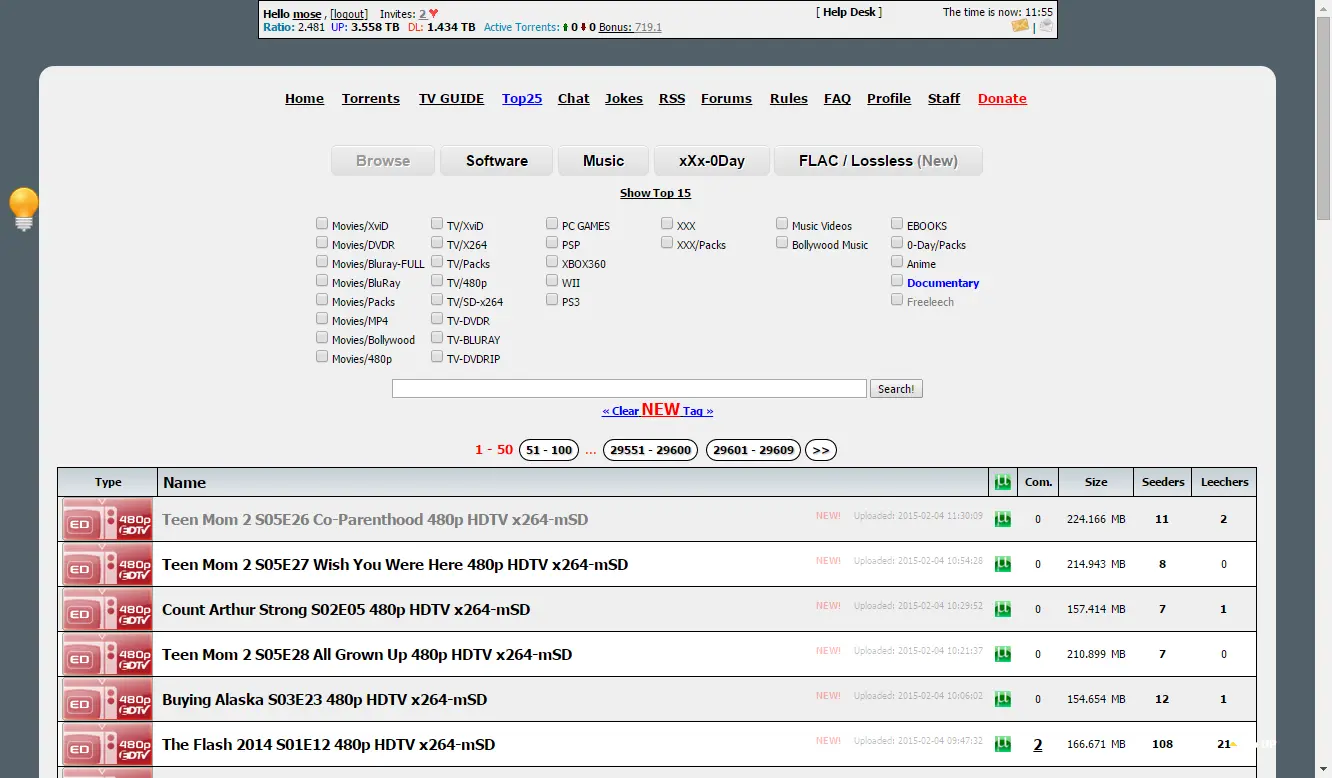 Hello mose , [logout] Invites: 2 [ Help Desk ] The time is now: 11:55
Ratio: 2.481 UP: 3.558 TB DL: 1.434 TB Active Torrents: 0 0 Bonus: 719.1 |
Home Torrents TV GUIDE Top25 Chat Jokes RSS Forums Rules FAQ Profile Staff Donate
Browse Software Music xXx-0Day FLAC / Lossless (New)
Show Top 15
Movies/XviD TV/XviD PC GAMES XXX Music Videos EBOOKS
Movies/DVDR TV/X264 PSP XXX/Packs Bollywood Music 0-Day/Packs
Movies/Bluray-FULL TV/Packs XBOX360 Anime
Movies/BluRay TV/480p WII Documentary
Movies/Packs TV/SD-x264 PS3 Freeleech
Movies/MP4 TV-DVDR
Movies/Bollywood TV-BLURAY
Movies/480p TV-DVDRIP
Search!
« Clear NEW Tag »
1 - 50 51 - 100 ... 29551 - 29600 29601 - 29609 >>
Type Name µ Com. Size Seeders Leechers
ED 480p HDTV Teen Mom 2 S05E26 Co-Parenthood 480p HDTV x264-mSD NEW! Uploaded: 2015-02-04 11:30:09 µ 0 224.166 MB 11 2
ED 480p HDTV Teen Mom 2 S05E27 Wish You Were Here 480p HDTV x264-mSD NEW! Uploaded: 2015-02-04 10:54:28 µ 0 214.943 MB 8 0
ED 480p HDTV Count Arthur Strong S02E05 480p HDTV x264-mSD NEW! Uploaded: 2015-02-04 10:29:52 µ 0 157.414 MB 7 1
ED 480p HDTV Teen Mom 2 S05E28 All Grown Up 480p HDTV x264-mSD NEW! Uploaded: 2015-02-04 10:21:37 µ 0 210.899 MB 7 0
ED 480p HDTV Buying Alaska S03E23 480p HDTV x264-mSD NEW! Uploaded: 2015-02-04 10:06:02 µ 0 154.654 MB 12 1
ED 480p HDTV The Flash 2014 S01E12 480p HDTV x264-mSD NEW! Uploaded: 2015-02-04 09:47:32 µ 2 166.671 MB 108 21 UP